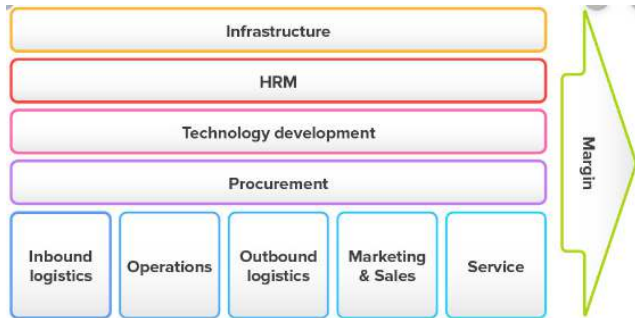 Infrastructure
HRM
Technology development
Procurement
Inbound
logistics
Operations
Outbound
logistics
Marketing
& Sales
Service
Margin